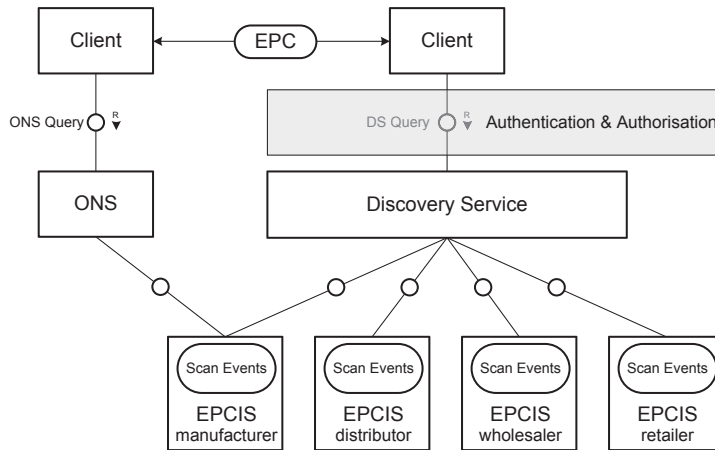 Client
EPC
Client
ONS Query
R
DS Query
R
Authentication & Authorisation
ONS
Discovery Service
Scan Events
Scan Events
Scan Events
Scan Events
EPCIS
manufacturer
EPCIS
distributor
EPCIS
wholesaler
EPCIS
retailer